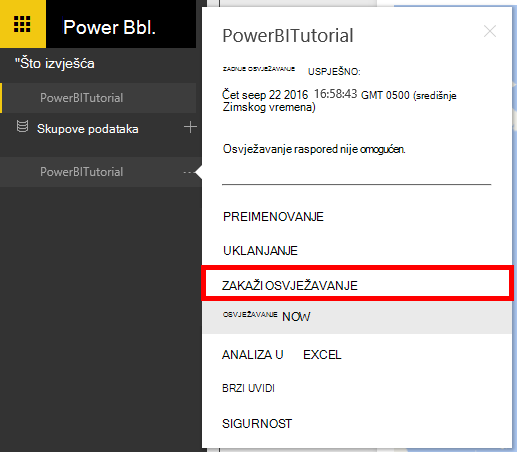 Power Bbl.
"Što izvješća
PowerBITutorial
Skupove podataka
PowerBITutorial
PowerBITutorial
ZADNJE OSVJEŽAVANJE USPJEŠNO:
Čet seep 22 2016 16:58:43 GMT 0500 (središnje
Zimskog vremena)
Osvježavanje raspored nije omogućen.
PREIMENOVANJE
UKLANJANJE
ZAKAŽI OSVJEŽAVANJE
OSVJEŽAVANJE NOW
ANALIZA U EXCEL
BRZI UVIDI
SIGURNOST